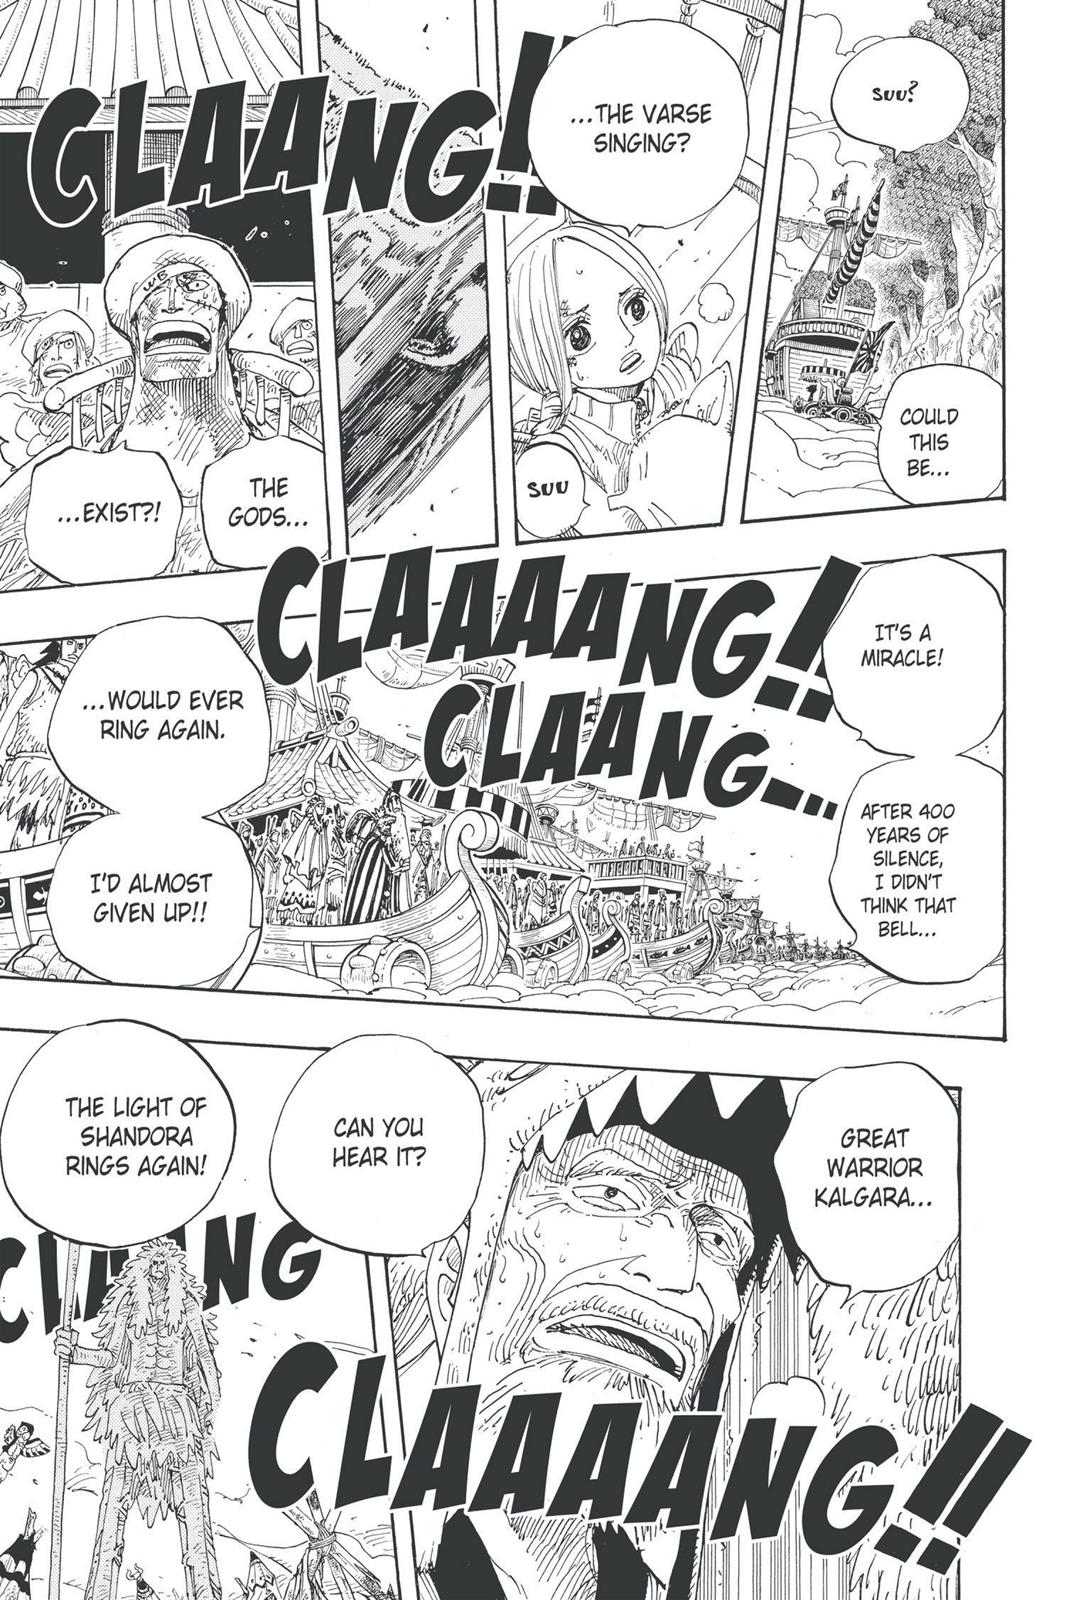 SUU?
COULD
THIS
BE...
...THE VARSE
SINGING?
SUU
CLAANG!!
WB
THE
GODS...
...EXIST?!
IT'S A
MIRACLE!
AFTER 400
YEARS OF
SILENCE,
I DIDN'T
THINK THAT
BELL...
CLAAAANG!!
CLAANG...
...WOULD EVER
RING AGAIN.
I'D ALMOST
GIVEN UP!!
GREAT
WARRIOR
KALGARA...
CAN YOU
HEAR IT?
THE LIGHT OF
SHANDORA
RINGS AGAIN!
CLAANG
CLAAAANG!!